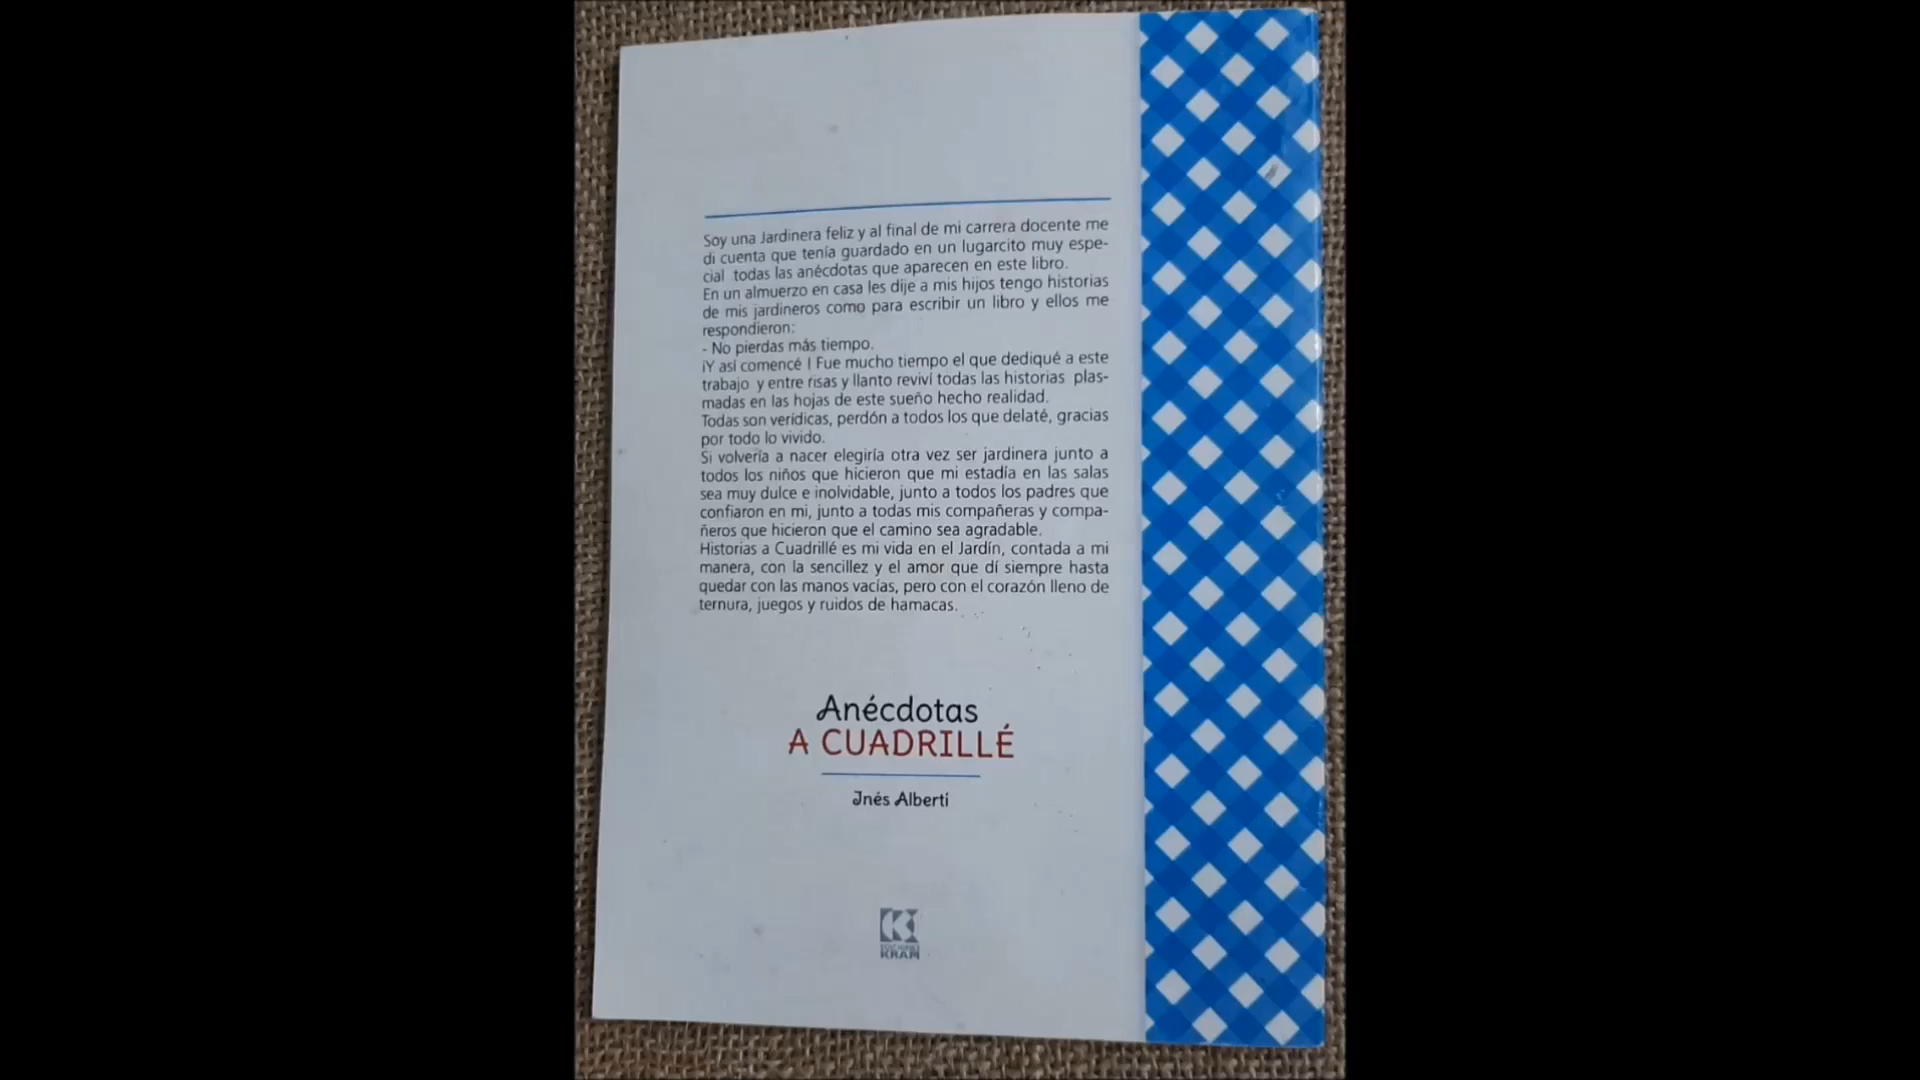 Soy una Jardinera feliz y al final de mi carrera docente me
di cuenta que tenía guardado en un lugarcito muy espe-
cial todas las anécdotas que aparecen en este libro.
En un almuerzo en casa les dije a mis hijos tengo historias
de mis jardineros como para escribir un libro y ellos me
respondieron:
- No pierdas más tiempo.
¡Y así comencé ! Fue mucho tiempo el que dediqué a este
trabajo y entre risas y llanto reviví todas las historias plas-
madas en las hojas de este sueño hecho realidad.
Todas son verídicas, perdón a todos los que delaté, gracias
por todo lo vivido.
Si volvería a nacer elegiría otra vez ser jardinera junto a
todos los niños que hicieron que mi estadía en las salas
sea muy dulce e inolvidable, junto a todos los padres que
confiaron en mi, junto a todas mis compañeras y compa-
ñeros que hicieron que el camino sea agradable.
Historias a Cuadrillé es mi vida en el Jardín, contada a mi
manera, con la sencillez y el amor que dí siempre hasta
quedar con las manos vacías, pero con el corazón lleno de
ternura, juegos y ruidos de hamacas.
Anécdotas
A CUADRILLÉ
Inés Alberti
EDICIONES
KRAM